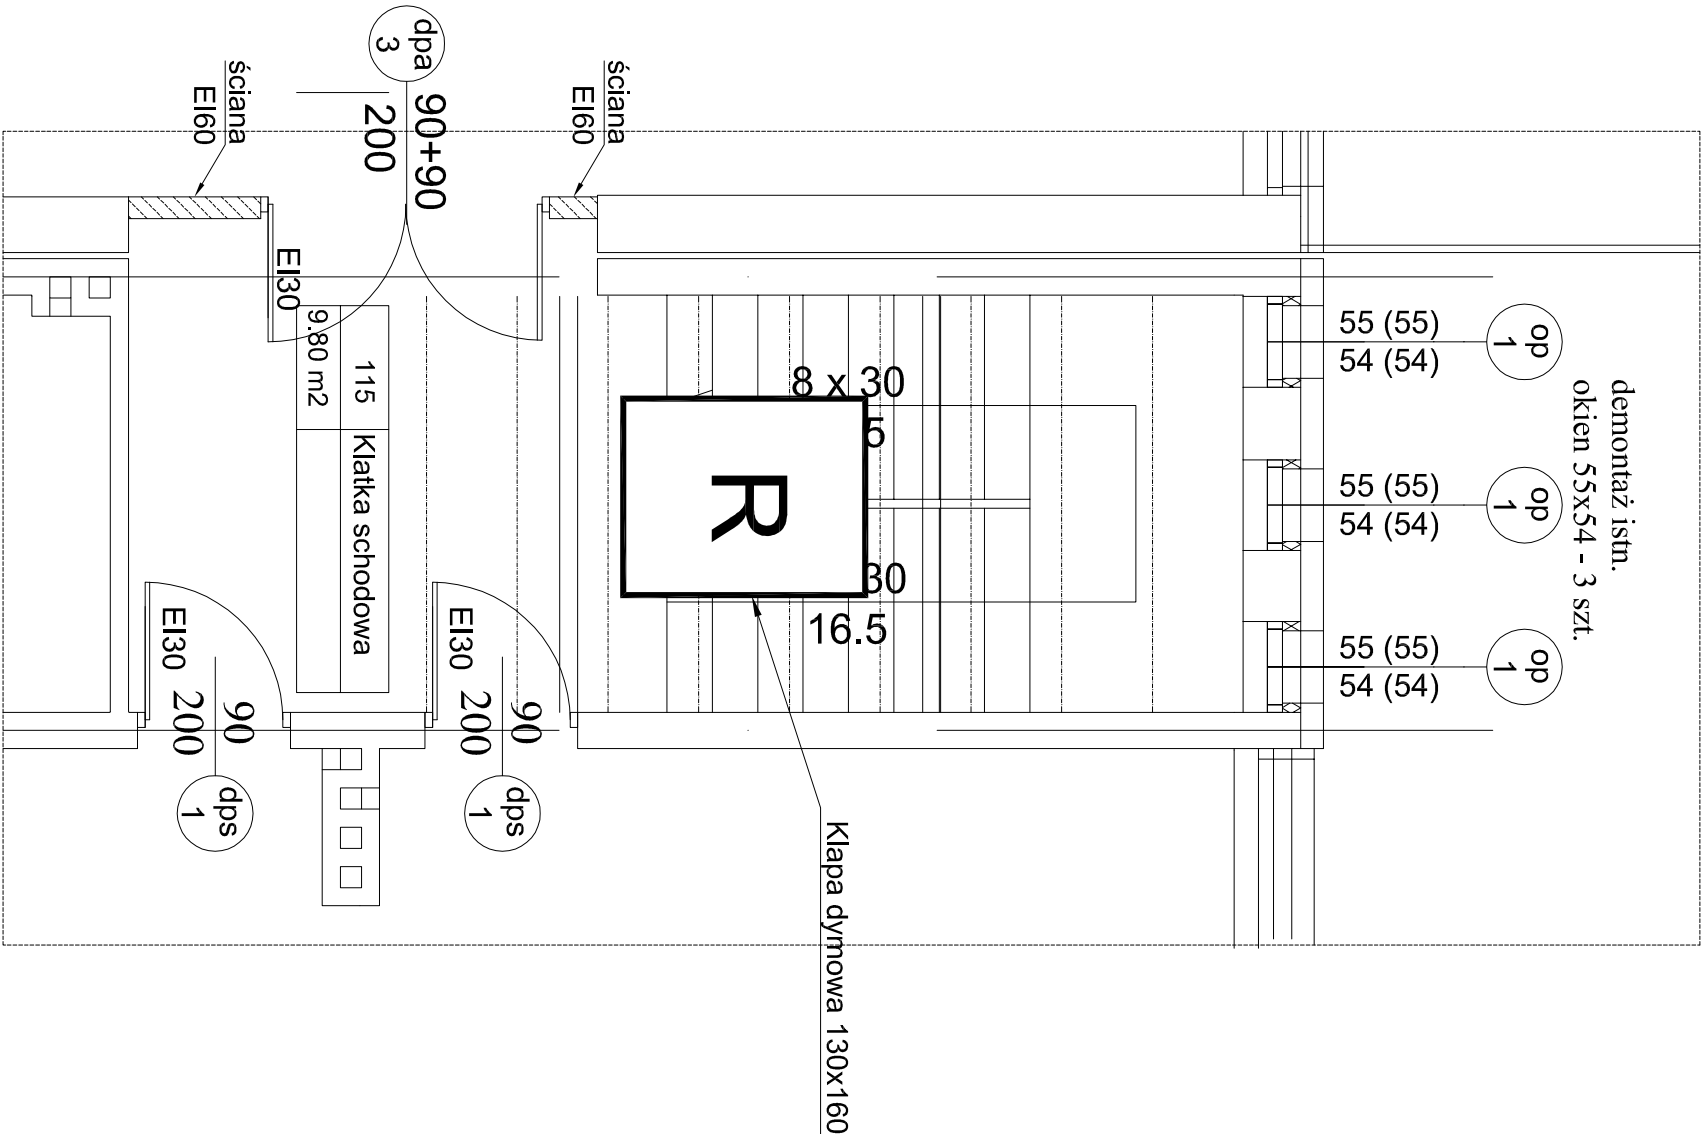 dpa
3
90+90
200
ściana
EI60
ściana
EI60
EI30
115
Klatka schodowa
9.80 m2
EI30
90
200
dps
1
EI30
90
200
dps
1
8 x 30
5
30
16.5
R
Klapa dymowa 130x160
55 (55)
54 (54)
op
1
55 (55)
54 (54)
op
1
55 (55)
54 (54)
op
1
demontaż istn.
okien 55x54 - 3 szt.